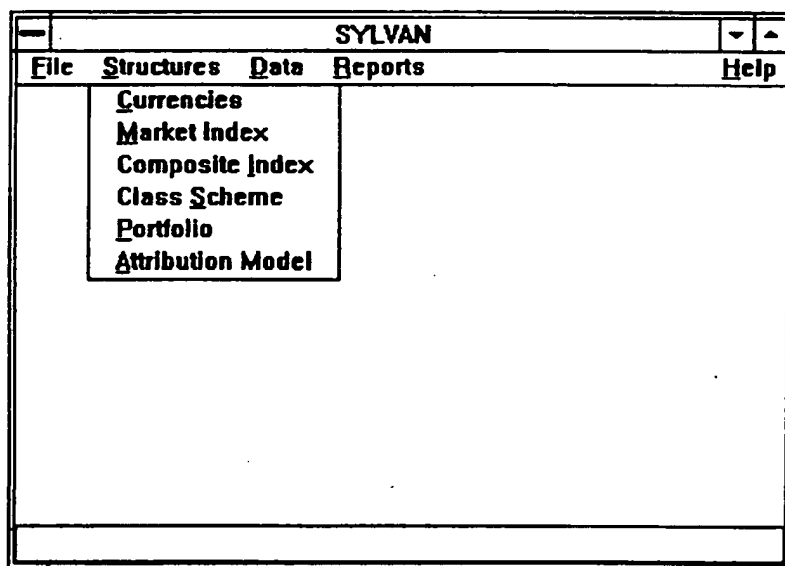 SYLVAN
File Structures Data Reports Help
Currencies
Market Index
Composite Index
Class Scheme
Portfolio
Attribution Model